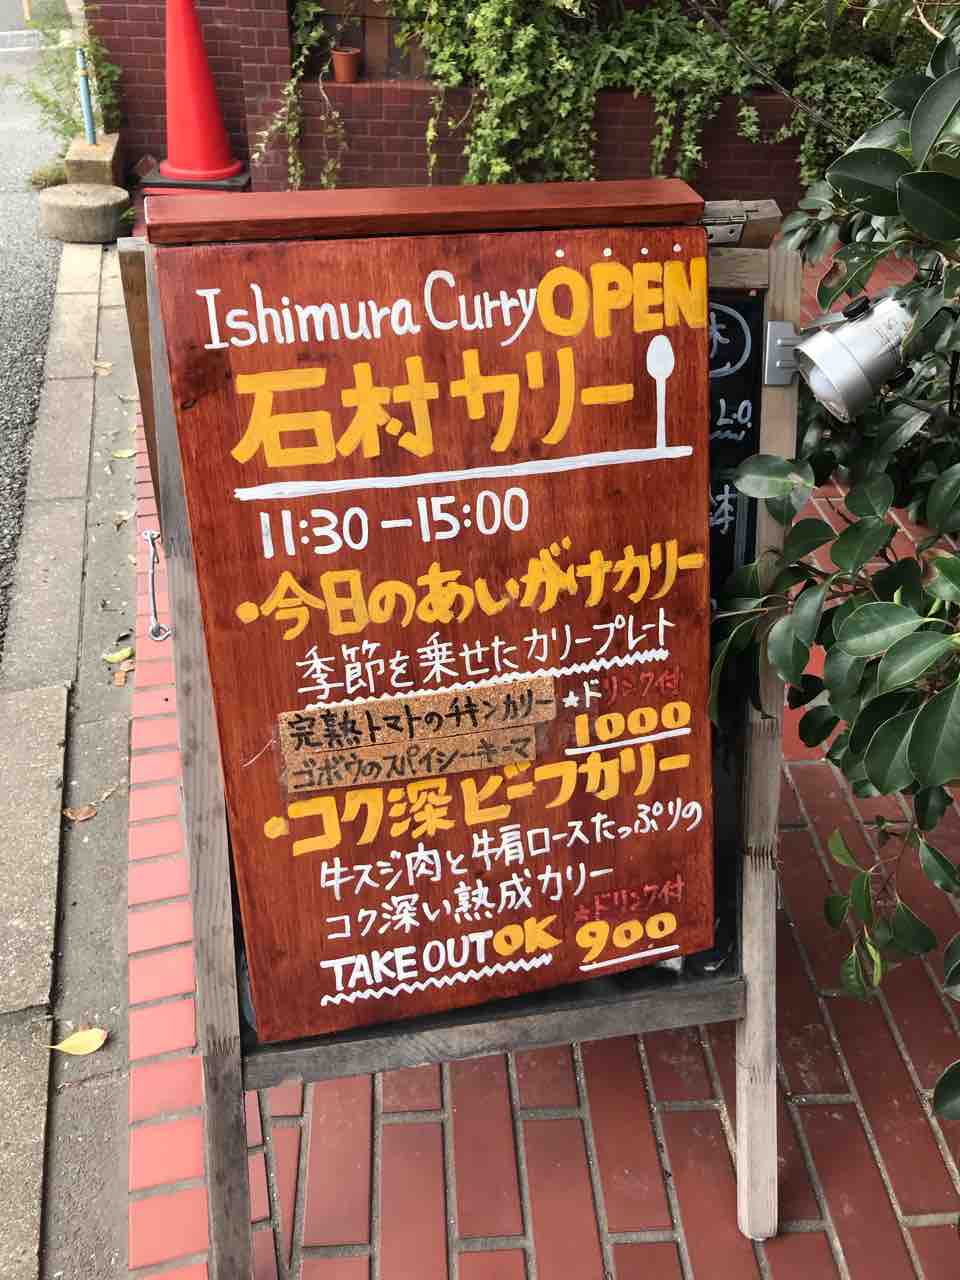 Ishimura Curry OPEN
石村カリー
11:30-15:00
・今日のあいがけカリー
季節を乗せたカリープレート
完熟トマトのチキンカリー
ゴボウのスパイシーキーマ
★ドリンク付
1000
・コク深ビーフカリー
牛スジ肉と牛肩ロースたっぷりの
コク深い熟成カリー
★ドリンク付
TAKE OUT OK 900
L.O.